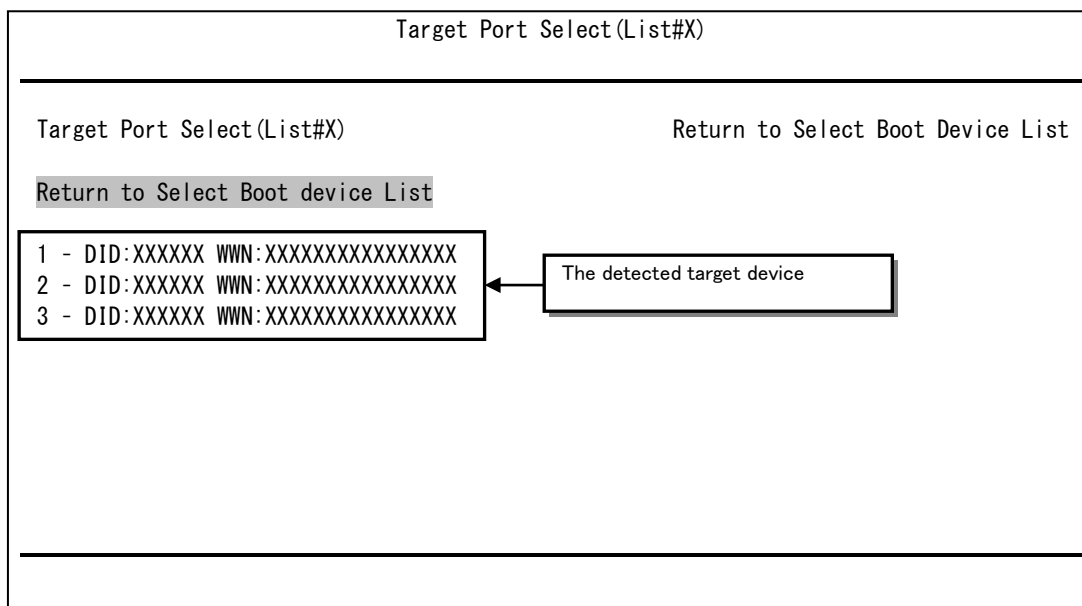 Target Port Select(List#X)
Target Port Select(List#X) Return to Select Boot Device List
Return to Select Boot device List
1 - DID:XXXXXX WWN:XXXXXXXXXXXXXXXX
2 - DID:XXXXXX WWN:XXXXXXXXXXXXXXXX
3 - DID:XXXXXX WWN:XXXXXXXXXXXXXXXX
The detected target device